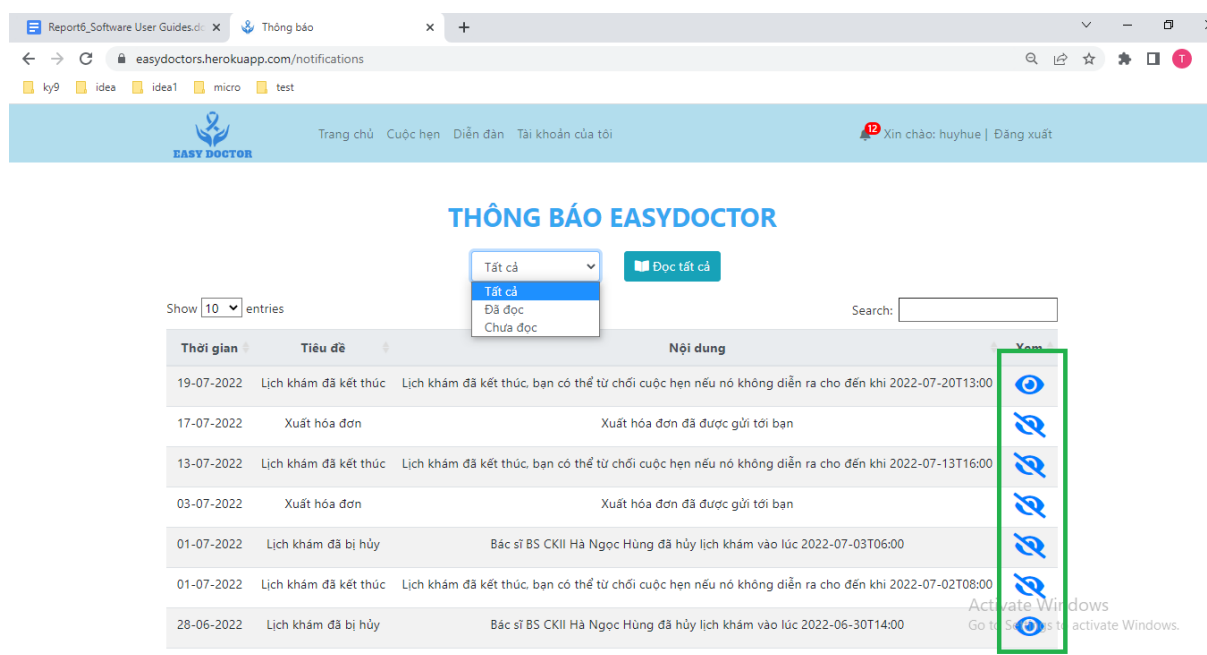 Report6_Software User Guides.dc
Thông báo
easydoctors.herokuapp.com/notifications
T
ky9 idea idea1 micro test
EASY DOCTOR
Trang chủ Cuộc hẹn Diễn đàn Tài khoản của tôi
12 Xin chào: huyhue | Đăng xuất
THÔNG BÁO EASYDOCTOR
Tất cả Đọc tất cả
Tất cả
Đã đọc
Chưa đọc
Show 10 entries Search:
Thời gian Tiêu đề Nội dung Xem
19-07-2022 Lịch khám đã kết thúc Lịch khám đã kết thúc, bạn có thể từ chối cuộc hẹn nếu nó không diễn ra cho đến khi 2022-07-20T13:00
17-07-2022 Xuất hóa đơn Xuất hóa đơn đã được gửi tới bạn
13-07-2022 Lịch khám đã kết thúc Lịch khám đã kết thúc, bạn có thể từ chối cuộc hẹn nếu nó không diễn ra cho đến khi 2022-07-13T16:00
03-07-2022 Xuất hóa đơn Xuất hóa đơn đã được gửi tới bạn
01-07-2022 Lịch khám đã bị hủy Bác sĩ BS CKII Hà Ngọc Hùng đã hủy lịch khám vào lúc 2022-07-03T06:00
01-07-2022 Lịch khám đã kết thúc Lịch khám đã kết thúc, bạn có thể từ chối cuộc hẹn nếu nó không diễn ra cho đến khi 2022-07-02T08:00
28-06-2022 Lịch khám đã bị hủy Bác sĩ BS CKII Hà Ngọc Hùng đã hủy lịch khám vào lúc 2022-06-30T14:00
Activate Windows
Go to Settings to activate Windows.